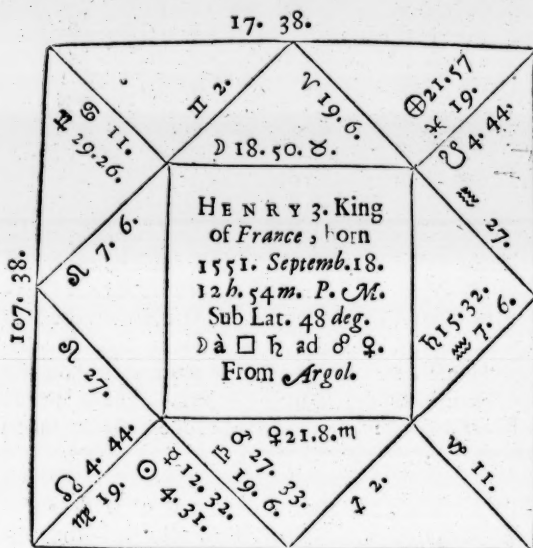 17. 38.
♊ 2.
♈ 19. 6.
☽ 18. 50. ♉.
⊕ 21. 57
♓ 19.
☋ 4. 44.
♋ 11.
♃ 29. 26.
♒ 27.
♌ 7. 6.
107. 38.
HENRY 3. King
of France, born
1551. Septemb. 18.
12h. 54m. P. M.
Sub Lat. 48 deg.
☽ à □ ♄ ad ☍ ♀.
From Argol.
♄ 15. 32.
♒ 7. 6.
♌ 27.
☊ 4. 44.
♍ 19.
☉ ☿ 12. 32.
4. 31.
♂ ♀ 21. 8. ♏
27. 33.
♎ 19. 6.
♐ 2.
♑ 11.